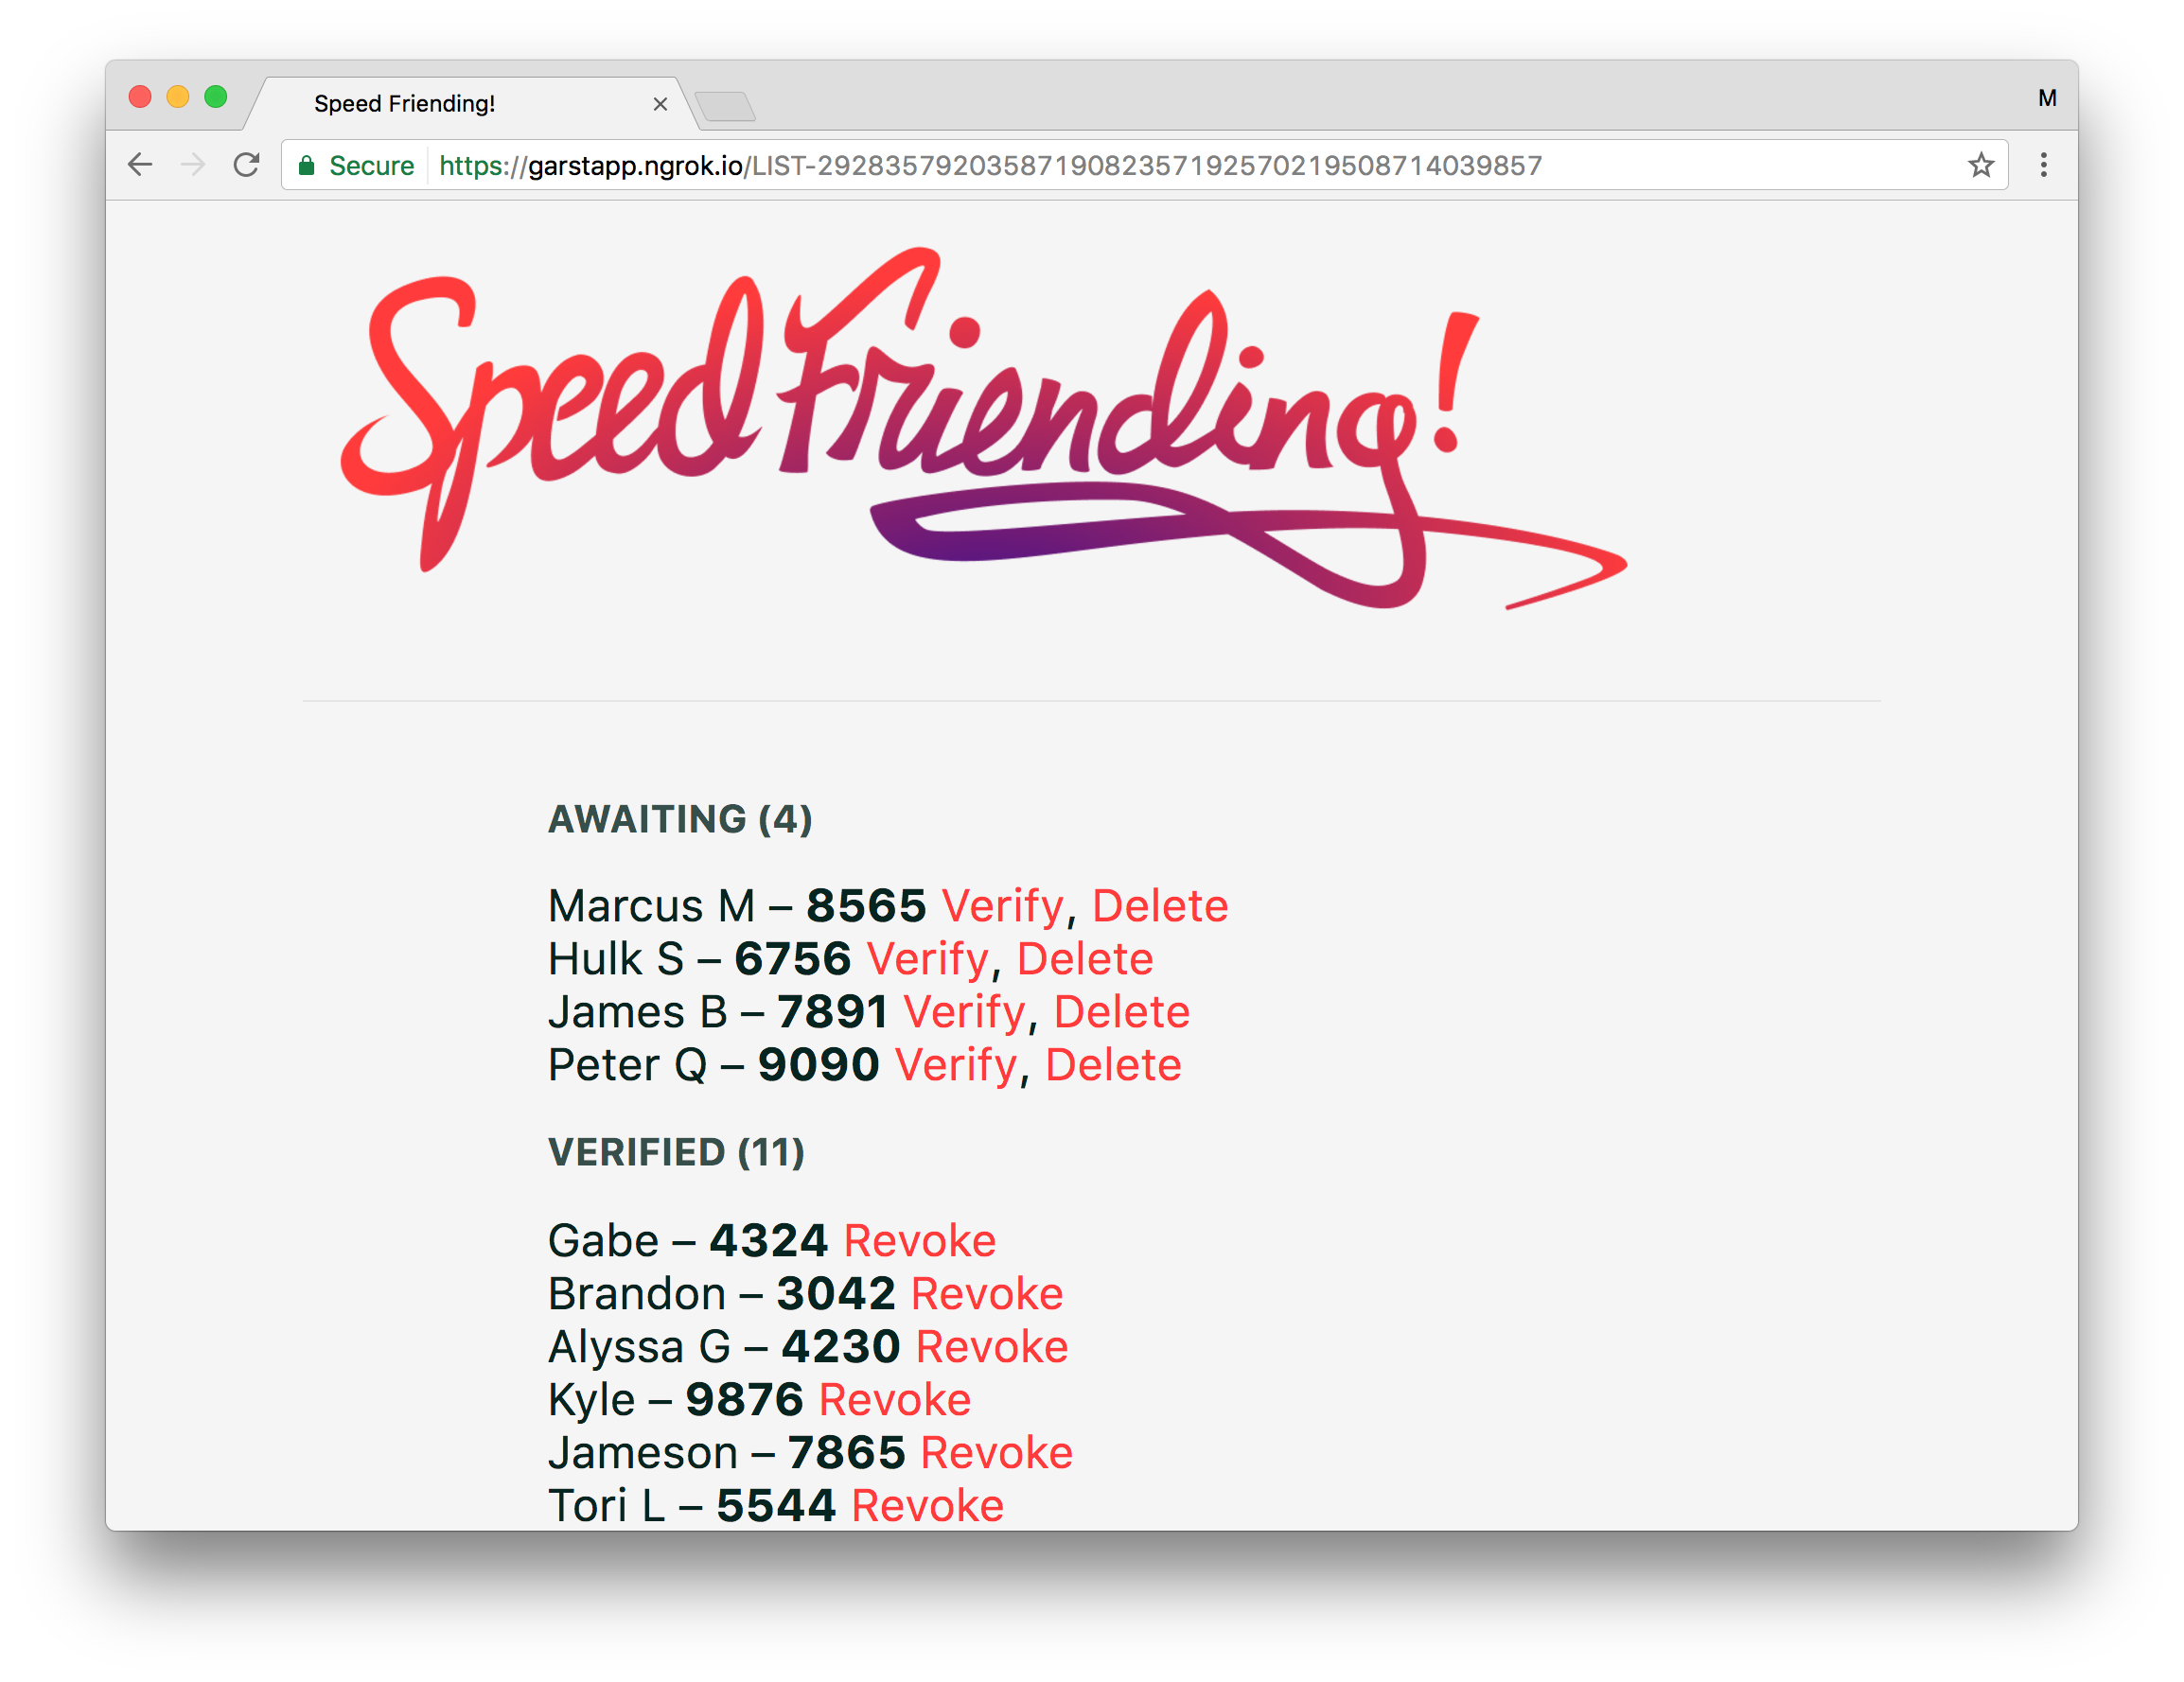 Speed Friending!
M
Secure https://garstapp.ngrok.io/LIST-2928357920358719082357192570219508714039857
Speed Friending!
AWAITING (4)
Marcus M – 8565 Verify, Delete
Hulk S – 6756 Verify, Delete
James B – 7891 Verify, Delete
Peter Q – 9090 Verify, Delete
VERIFIED (11)
Gabe – 4324 Revoke
Brandon – 3042 Revoke
Alyssa G – 4230 Revoke
Kyle – 9876 Revoke
Jameson – 7865 Revoke
Tori L – 5544 Revoke